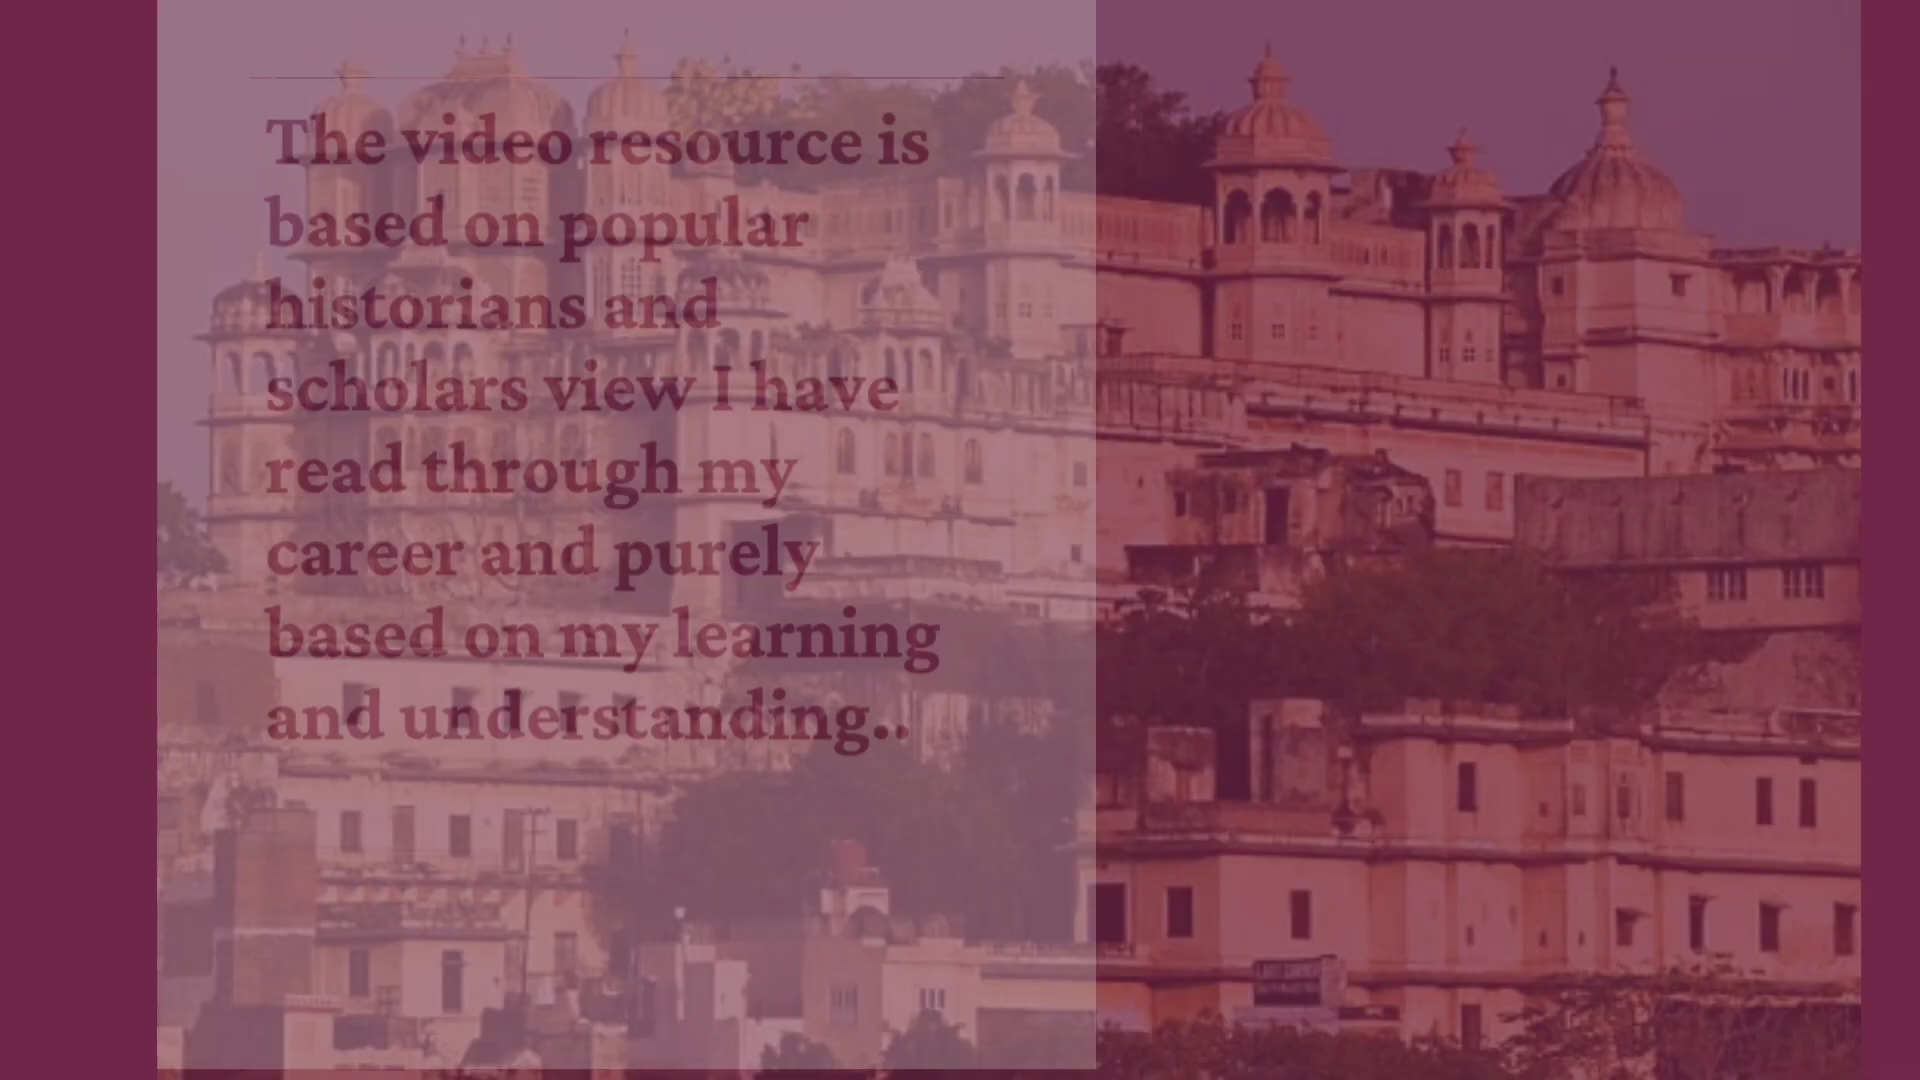 The video resource is
based on popular
historians and
scholars view I have
read through my
career and purely
based on my learning
and understanding..